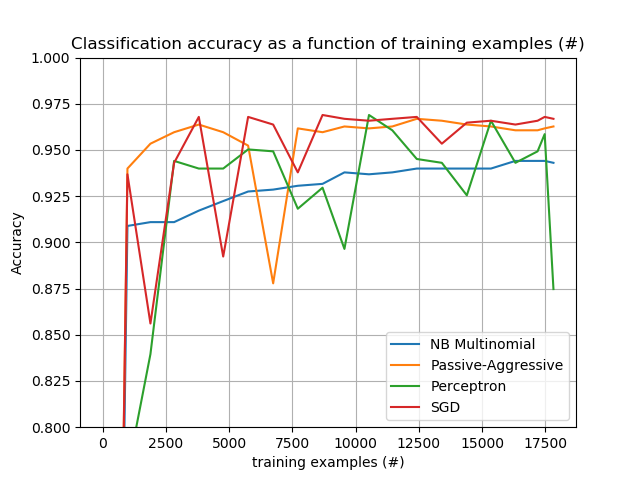 Classification accuracy as a function of training examples (#)
1.000
0.975
0.950
0.925
0.900
0.875
0.850
0.825
0.800
Accuracy
NB Multinomial
Passive-Aggressive
Perceptron
SGD
0 2500 5000 7500 10000 12500 15000 17500
training examples (#)